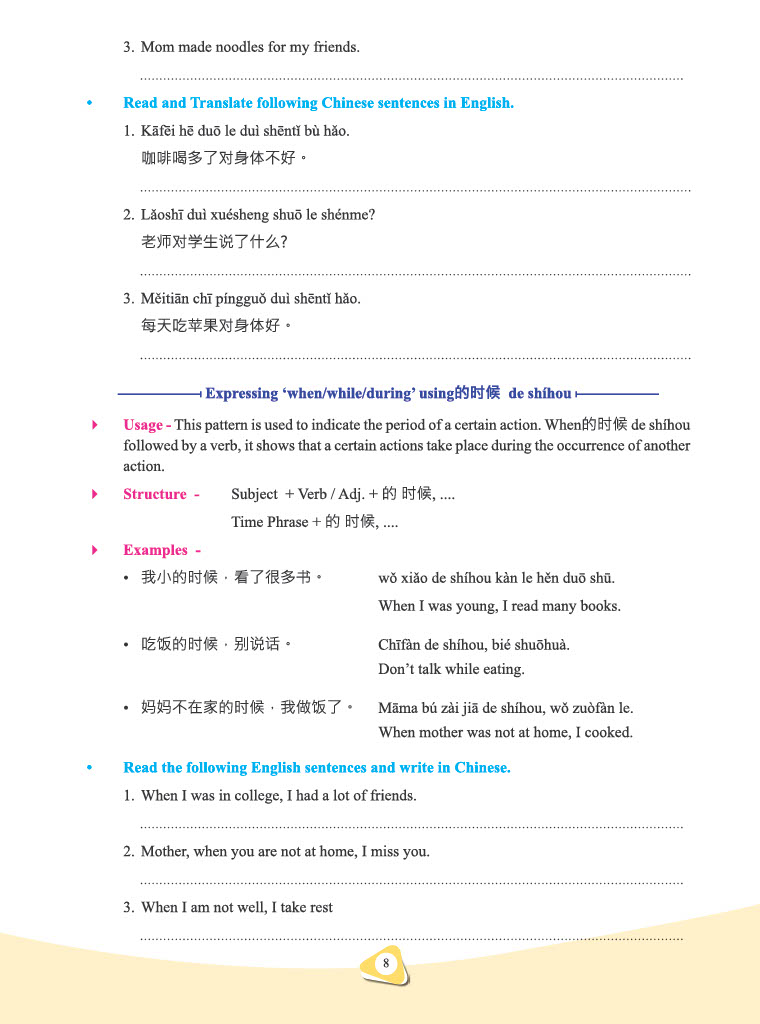 3. Mom made noodles for my friends.
• Read and Translate following Chinese sentences in English.
1. Kāfēi hē duō le duì shēntǐ bù hǎo.
咖啡喝多了对身体不好。
2. Lǎoshī duì xuésheng shuō le shénme?
老师对学生说了什么?
3. Měitiān chī píngguǒ duì shēntǐ hǎo.
每天吃苹果对身体好。
Expressing ‘when/while/during’ using的时候 de shíhou
Usage - This pattern is used to indicate the period of a certain action. When的时候 de shíhou
followed by a verb, it shows that a certain actions take place during the occurrence of another
action.
Structure - Subject + Verb / Adj. + 的 时候, ....
Time Phrase + 的 时候, ....
Examples -
• 我小的时候，看了很多书。 wǒ xiǎo de shíhou kàn le hěn duō shū.
When I was young, I read many books.
• 吃饭的时候，别说话。 Chīfàn de shíhou, bié shuōhuà.
Don’t talk while eating.
• 妈妈不在家的时候，我做饭了。 Māma bú zài jiā de shíhou, wǒ zuòfàn le.
When mother was not at home, I cooked.
• Read the following English sentences and write in Chinese.
1. When I was in college, I had a lot of friends.
2. Mother, when you are not at home, I miss you.
3. When I am not well, I take rest
8